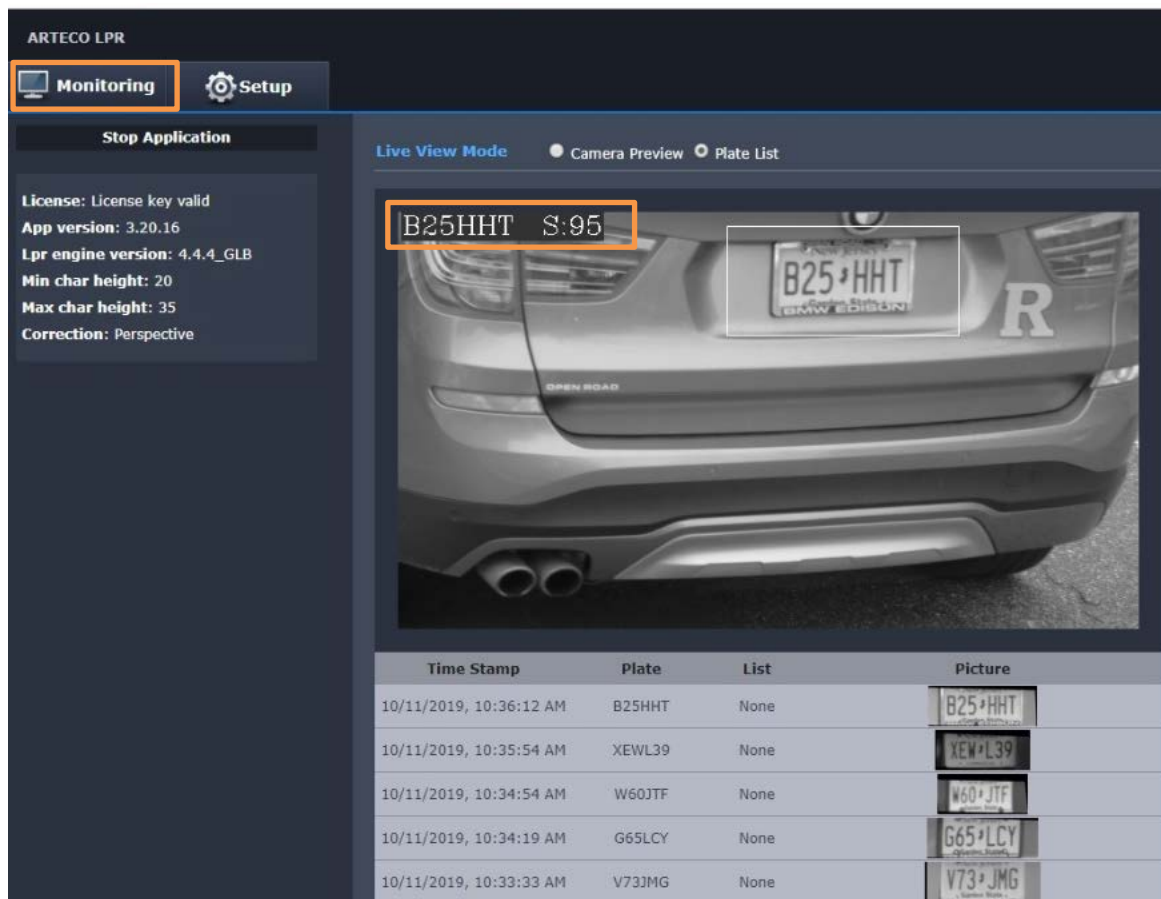 ARTECO LPR
Monitoring Setup
Stop Application
License: License key valid
App version: 3.20.16
Lpr engine version: 4.4.4_GLB
Min char height: 20
Max char height: 35
Correction: Perspective
Live View Mode Camera Preview Plate List
B25HHT S:95
New Jersey
B25 HHT
Garden State
BMW EDISON
R
OPEN ROAD
Time Stamp Plate List Picture
10/11/2019, 10:36:12 AM B25HHT None B25 HHT
10/11/2019, 10:35:54 AM XEWL39 None XEW L39
10/11/2019, 10:34:54 AM W60JTF None W60 JTF
10/11/2019, 10:34:19 AM G65LCY None G65 LCY
10/11/2019, 10:33:33 AM V73JMG None V73 JMG